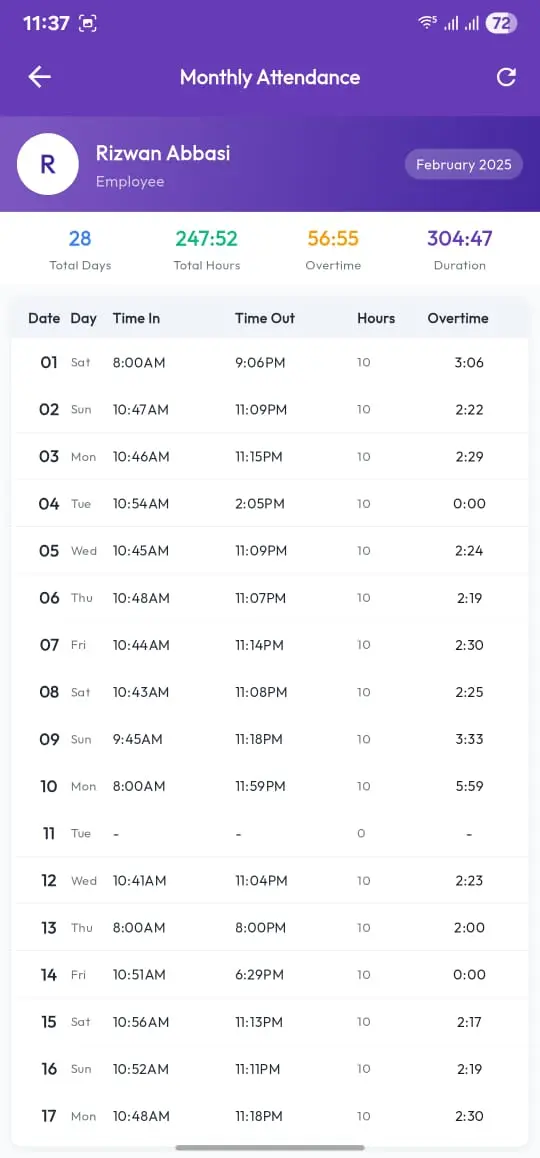 11:37 72
Monthly Attendance
R Rizwan Abbasi
Employee
February 2025
28 247:52 56:55 304:47
Total Days Total Hours Overtime Duration
Date Day Time In Time Out Hours Overtime
01 Sat 8:00AM 9:06PM 10 3:06
02 Sun 10:47AM 11:09PM 10 2:22
03 Mon 10:46AM 11:15PM 10 2:29
04 Tue 10:54AM 2:05PM 10 0:00
05 Wed 10:45AM 11:09PM 10 2:24
06 Thu 10:48AM 11:07PM 10 2:19
07 Fri 10:44AM 11:14PM 10 2:30
08 Sat 10:43AM 11:08PM 10 2:25
09 Sun 9:45AM 11:18PM 10 3:33
10 Mon 8:00AM 11:59PM 10 5:59
11 Tue - - 0 -
12 Wed 10:41AM 11:04PM 10 2:23
13 Thu 8:00AM 8:00PM 10 2:00
14 Fri 10:51AM 6:29PM 10 0:00
15 Sat 10:56AM 11:13PM 10 2:17
16 Sun 10:52AM 11:11PM 10 2:19
17 Mon 10:48AM 11:18PM 10 2:30